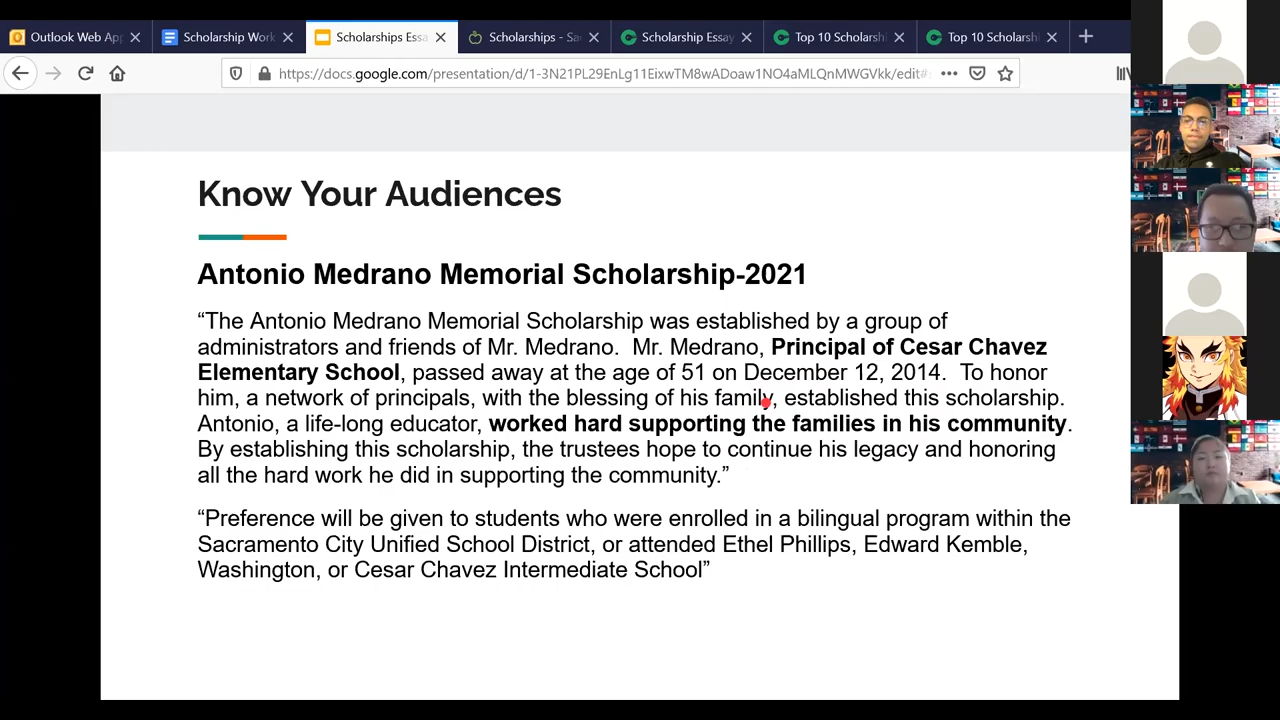 Outlook Web Ap
Scholarship Work
Scholarships Essa
Scholarships - Sa
Scholarship Essay
Top 10 Scholarsh
Top 10 Scholarsh
https://docs.google.com/presentation/d/1-3N21PL29EnLg11EixwTM8wADoaw1NO4aMLQnMWGVkk/edit#
Know Your Audiences
Antonio Medrano Memorial Scholarship-2021
“The Antonio Medrano Memorial Scholarship was established by a group of
administrators and friends of Mr. Medrano.  Mr. Medrano, Principal of Cesar Chavez
Elementary School, passed away at the age of 51 on December 12, 2014.  To honor
him, a network of principals, with the blessing of his family, established this scholarship.
Antonio, a life-long educator, worked hard supporting the families in his community.
By establishing this scholarship, the trustees hope to continue his legacy and honoring
all the hard work he did in supporting the community.”
“Preference will be given to students who were enrolled in a bilingual program within the
Sacramento City Unified School District, or attended Ethel Phillips, Edward Kemble,
Washington, or Cesar Chavez Intermediate School”